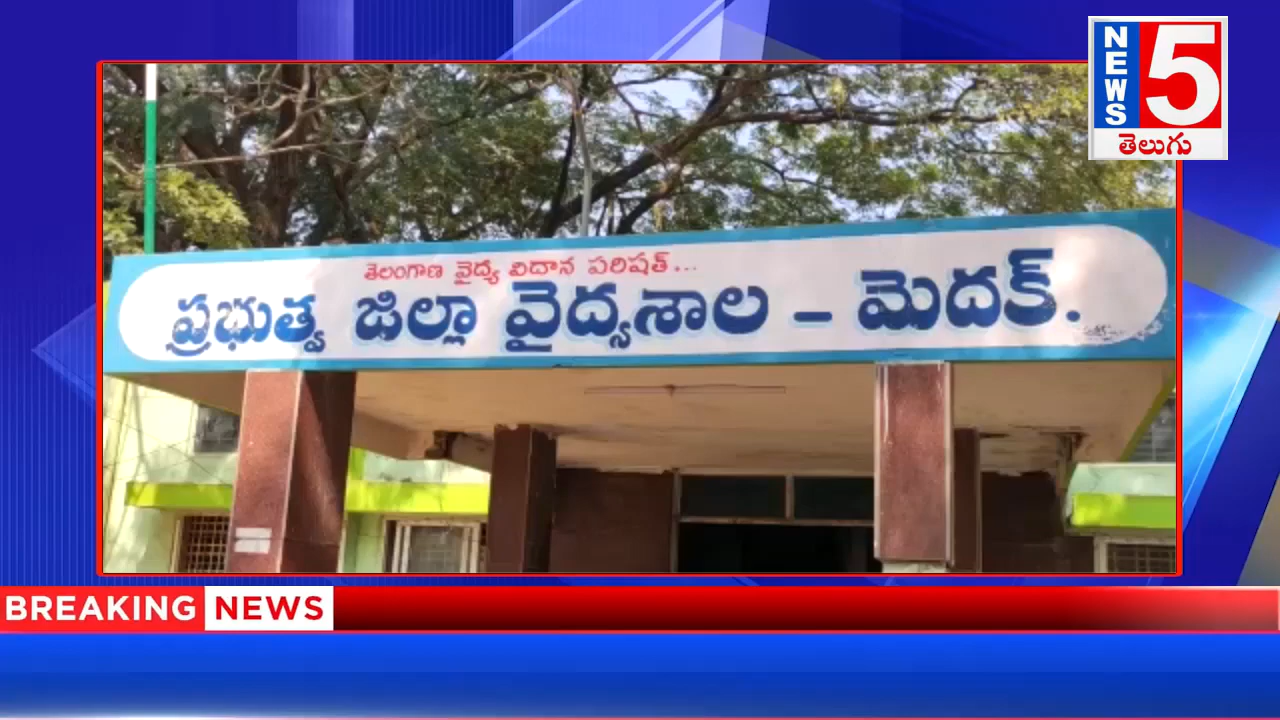 NEWS 5
తెలుగు
తెలంగాణ వైద్య విదాన పరిషత్...
ప్రభుత్వ జిల్లా వైద్యశాల - మెదక్.
BREAKING NEWS